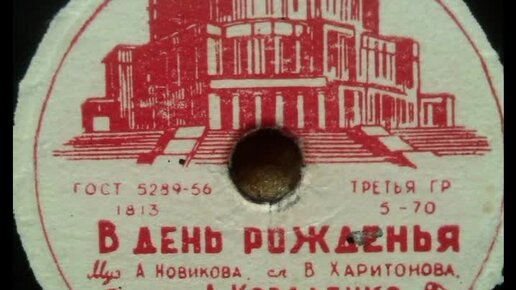 ГОСТ 5289-56 ТРЕТЬЯ ГР
1813 5-70
В ДЕНЬ РОЖДЕНЬЯ
Муз А. НОВИКОВА, сл. В ХАРИТОНОВА,